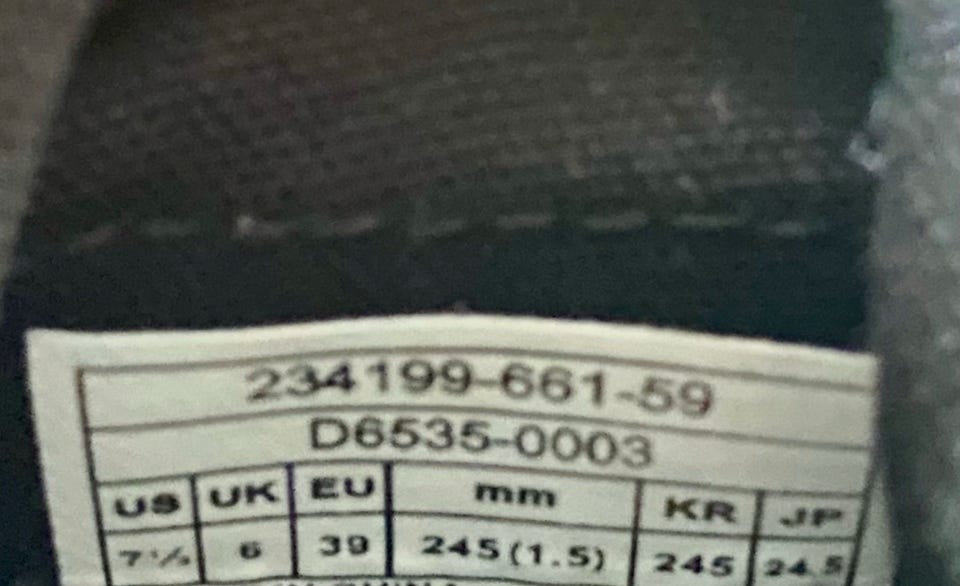 234199-661-59
D6535-0003
US UK EU mm KR JP
7½ 6 39 245(1.5) 245 24.5